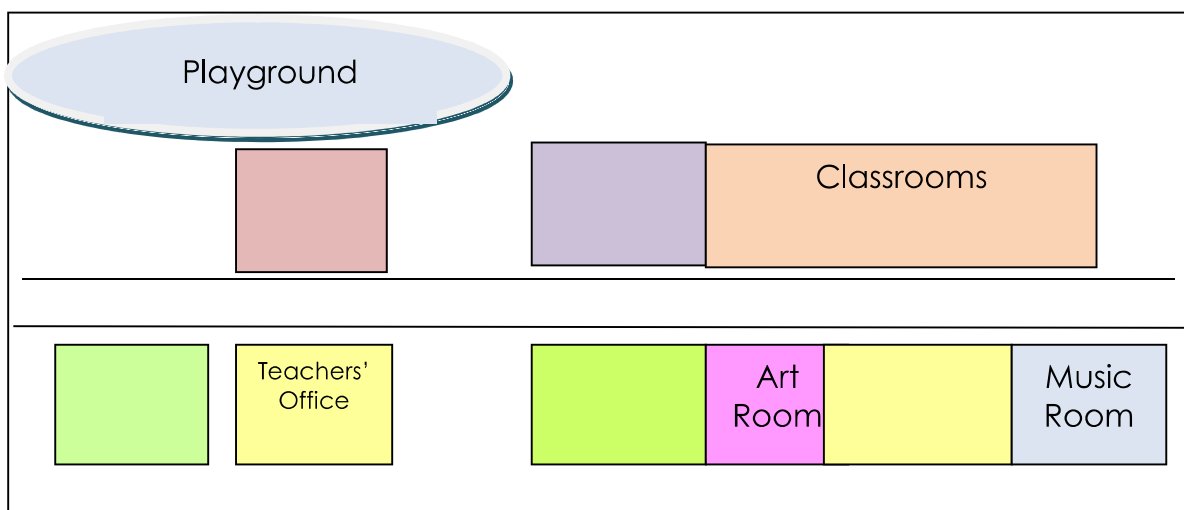 Playground
Classrooms
Teachers’
Office
Art
Room
Music
Room